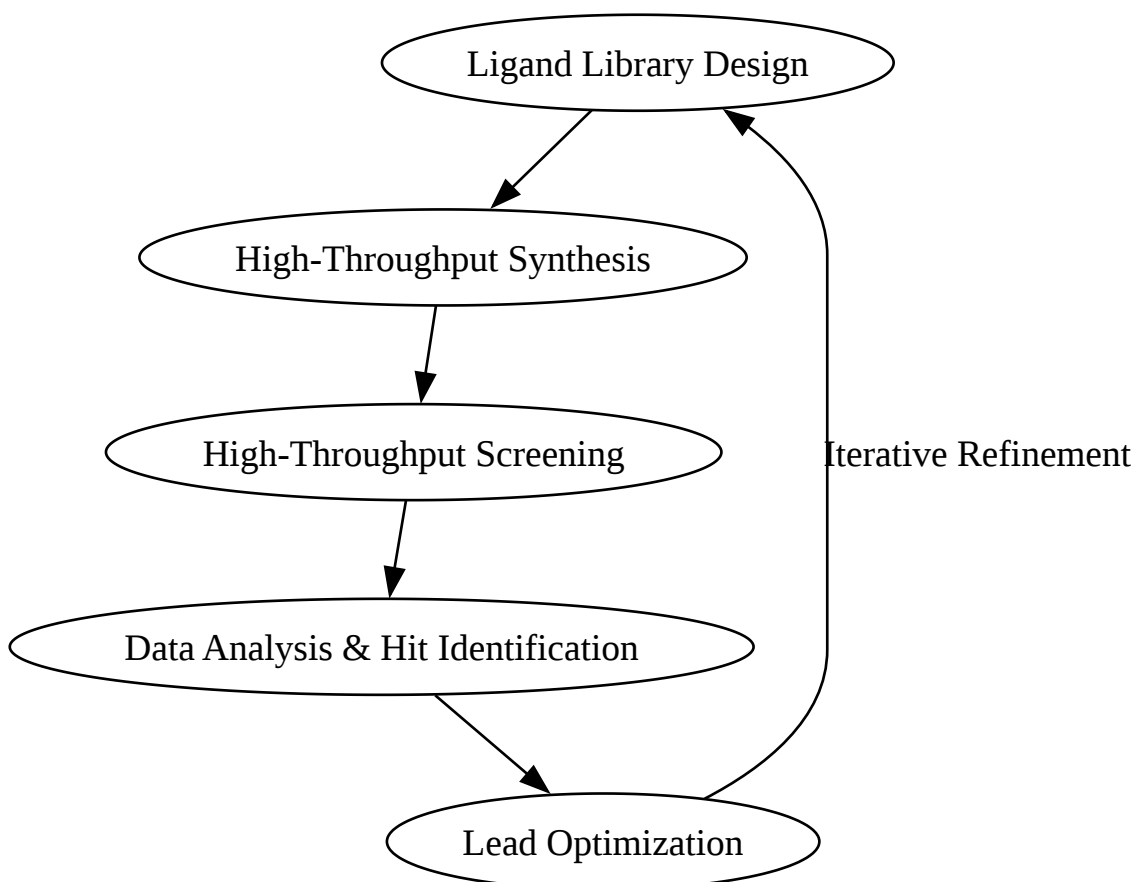 Ligand Library Design
High-Throughput Synthesis
High-Throughput Screening
Iterative Refinement
Data Analysis & Hit Identification
Lead Optimization